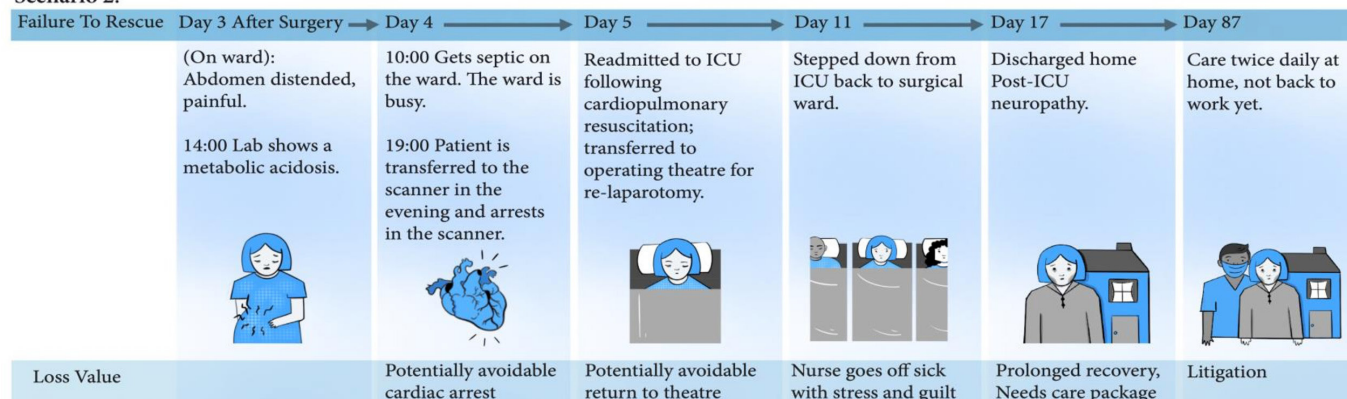 Scenario 2:
Failure To Rescue
Day 3 After Surgery
Day 4
Day 5
Day 11
Day 17
Day 87
(On ward):
Abdomen distended,
painful.
14:00 Lab shows a
metabolic acidosis.
10:00 Gets septic on
the ward. The ward is
busy.
19:00 Patient is
transferred to the
scanner in the
evening and arrests
in the scanner.
Readmitted to ICU
following
cardiopulmonary
resuscitation;
transferred to
operating theatre for
re-laparotomy.
Stepped down from
ICU back to surgical
ward.
Discharged home
Post-ICU
neuropathy.
Care twice daily at
home, not back to
work yet.
Loss Value
Potentially avoidable
cardiac arrest
Potentially avoidable
return to theatre
Nurse goes off sick
with stress and guilt
Prolonged recovery,
Needs care package
Litigation